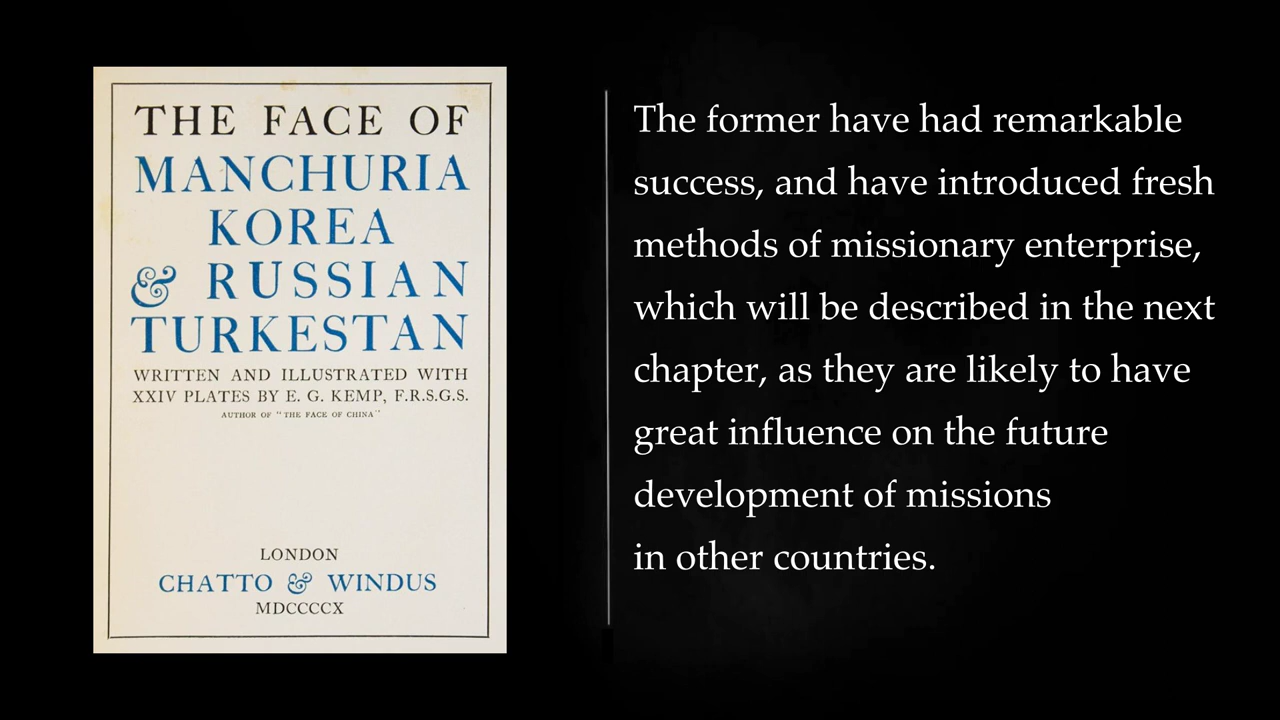 THE FACE OF
MANCHURIA
KOREA
& RUSSIAN
TURKESTAN
WRITTEN AND ILLUSTRATED WITH
XXIV PLATES BY E. G. KEMP, F.R.S.G.S.
AUTHOR OF "THE FACE OF CHINA"
LONDON
CHATTO & WINDUS
MDCCCCX
The former have had remarkable
success, and have introduced fresh
methods of missionary enterprise,
which will be described in the next
chapter, as they are likely to have
great influence on the future
development of missions
in other countries.